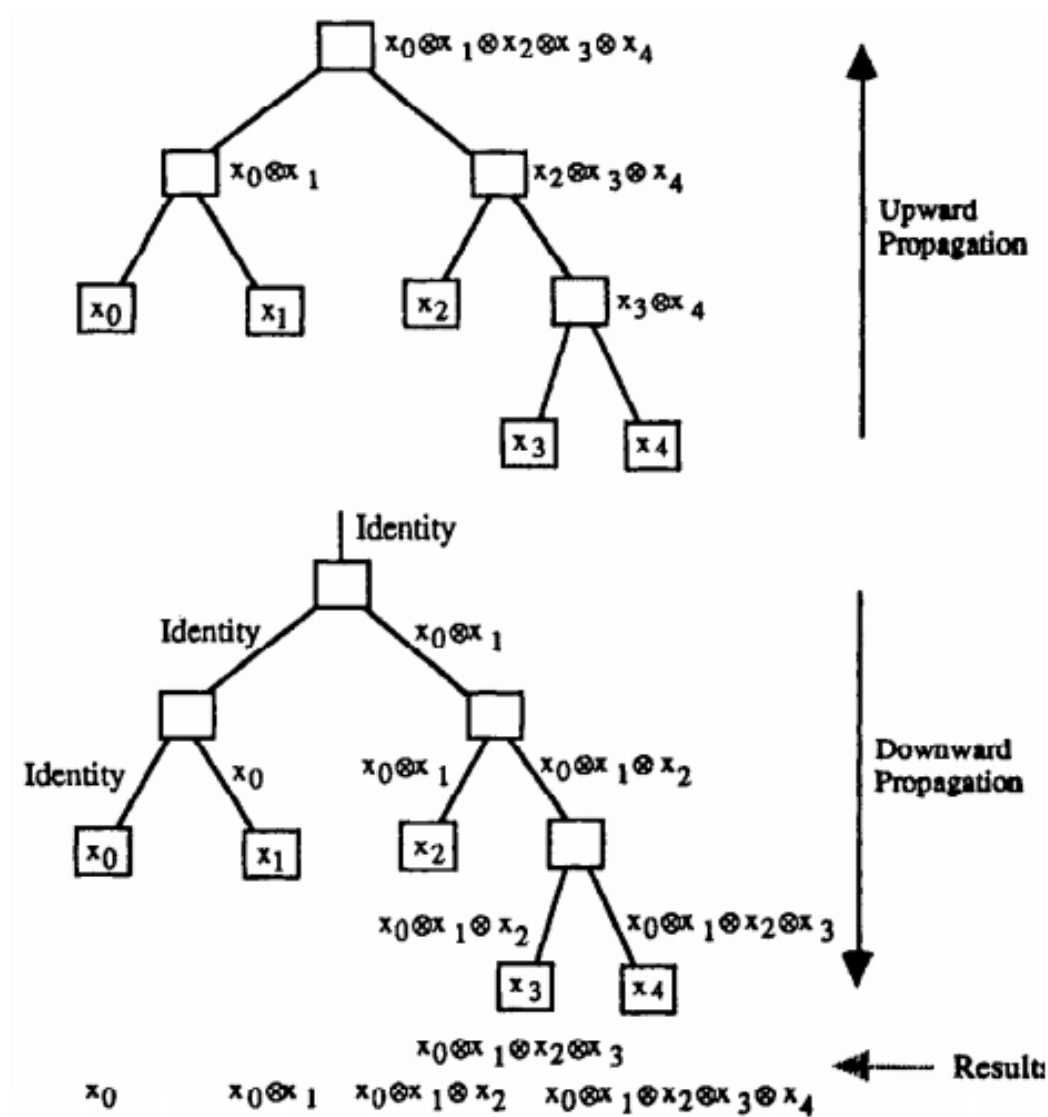 x₀⊗x₁⊗x₂⊗x₃⊗x₄
x₀⊗x₁
x₂⊗x₃⊗x₄
Upward
Propagation
x₀
x₁
x₂
x₃⊗x₄
x₃
x₄
Identity
Identity
x₀⊗x₁
Identity
x₀
x₀⊗x₁
x₀⊗x₁⊗x₂
Downward
Propagation
x₀
x₁
x₂
x₀⊗x₁⊗x₂
x₀⊗x₁⊗x₂⊗x₃
x₃
x₄
x₀⊗x₁⊗x₂⊗x₃
Result
x₀
x₀⊗x₁
x₀⊗x₁⊗x₂
x₀⊗x₁⊗x₂⊗x₃⊗x₄